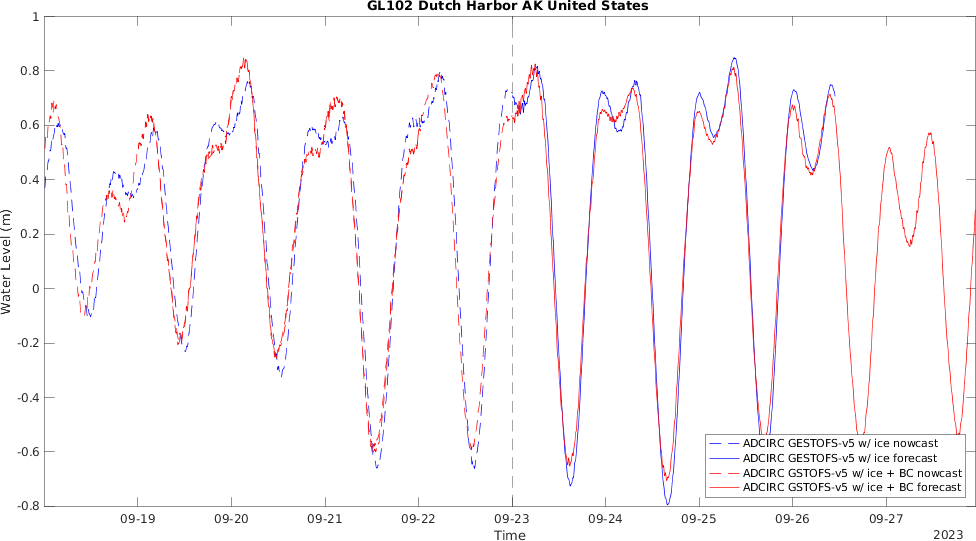 GL102 Dutch Harbor AK United States
1
0.8
0.6
0.4
0.2
0
-0.2
-0.4
-0.6
-0.8
Water Level (m)
ADCIRC GESTOFS-v5 w/ ice nowcast
ADCIRC GESTOFS-v5 w/ ice forecast
ADCIRC GSTOFS-v5 w/ ice + BC nowcast
ADCIRC GSTOFS-v5 w/ ice + BC forecast
09-19 09-20 09-21 09-22 09-23 09-24 09-25 09-26 09-27
Time
2023